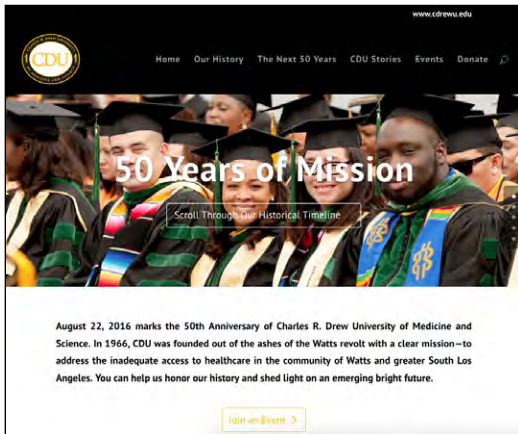 www.cdrewu.edu
CDU
Home Our History The Next 50 Years CDU Stories Events Donate
50 Years of Mission
Scroll Through Our Historical Timeline
August 22, 2016 marks the 50th Anniversary of Charles R. Drew University of Medicine and
Science. In 1966, CDU was founded out of the ashes of the Watts revolt with a clear mission—to
address the inadequate access to healthcare in the community of Watts and greater South Los
Angeles. You can help us honor our history and shed light on an emerging bright future.
Join an Event >